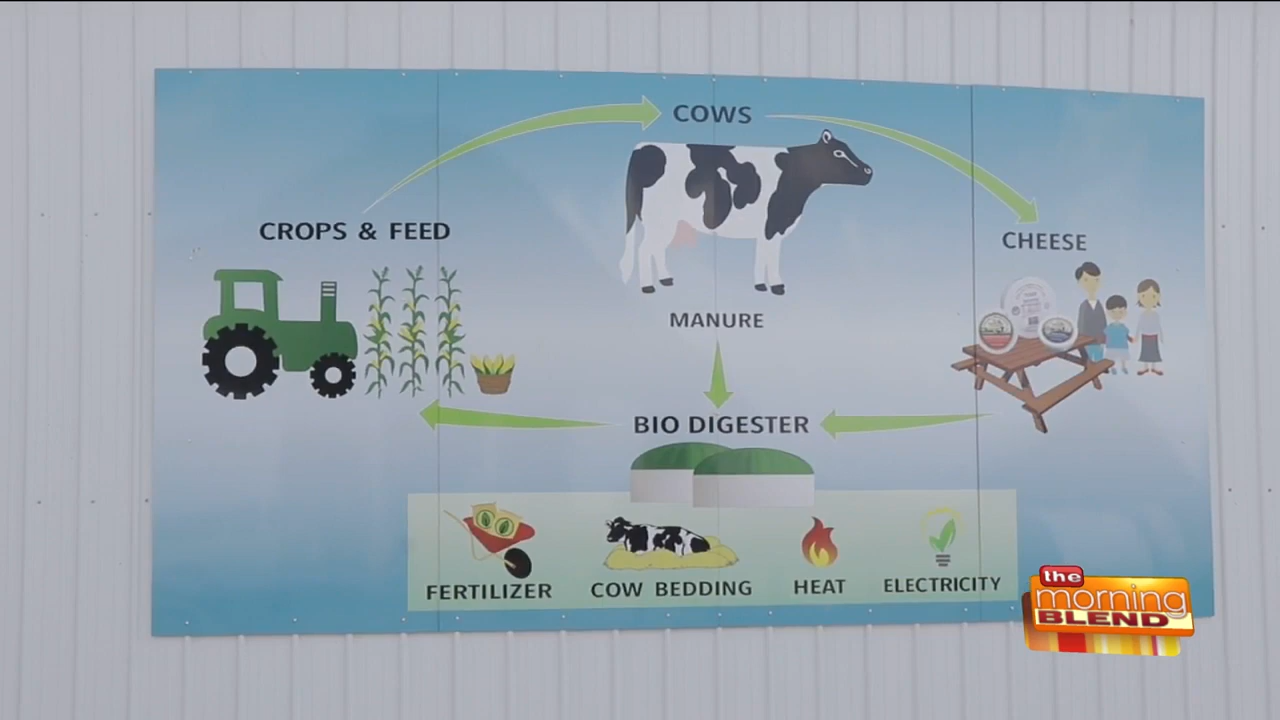 COWS
CROPS & FEED
CHEESE
MANURE
BIO DIGESTER
FERTILIZER
COW BEDDING
HEAT
ELECTRICITY
the
morning
BLEND